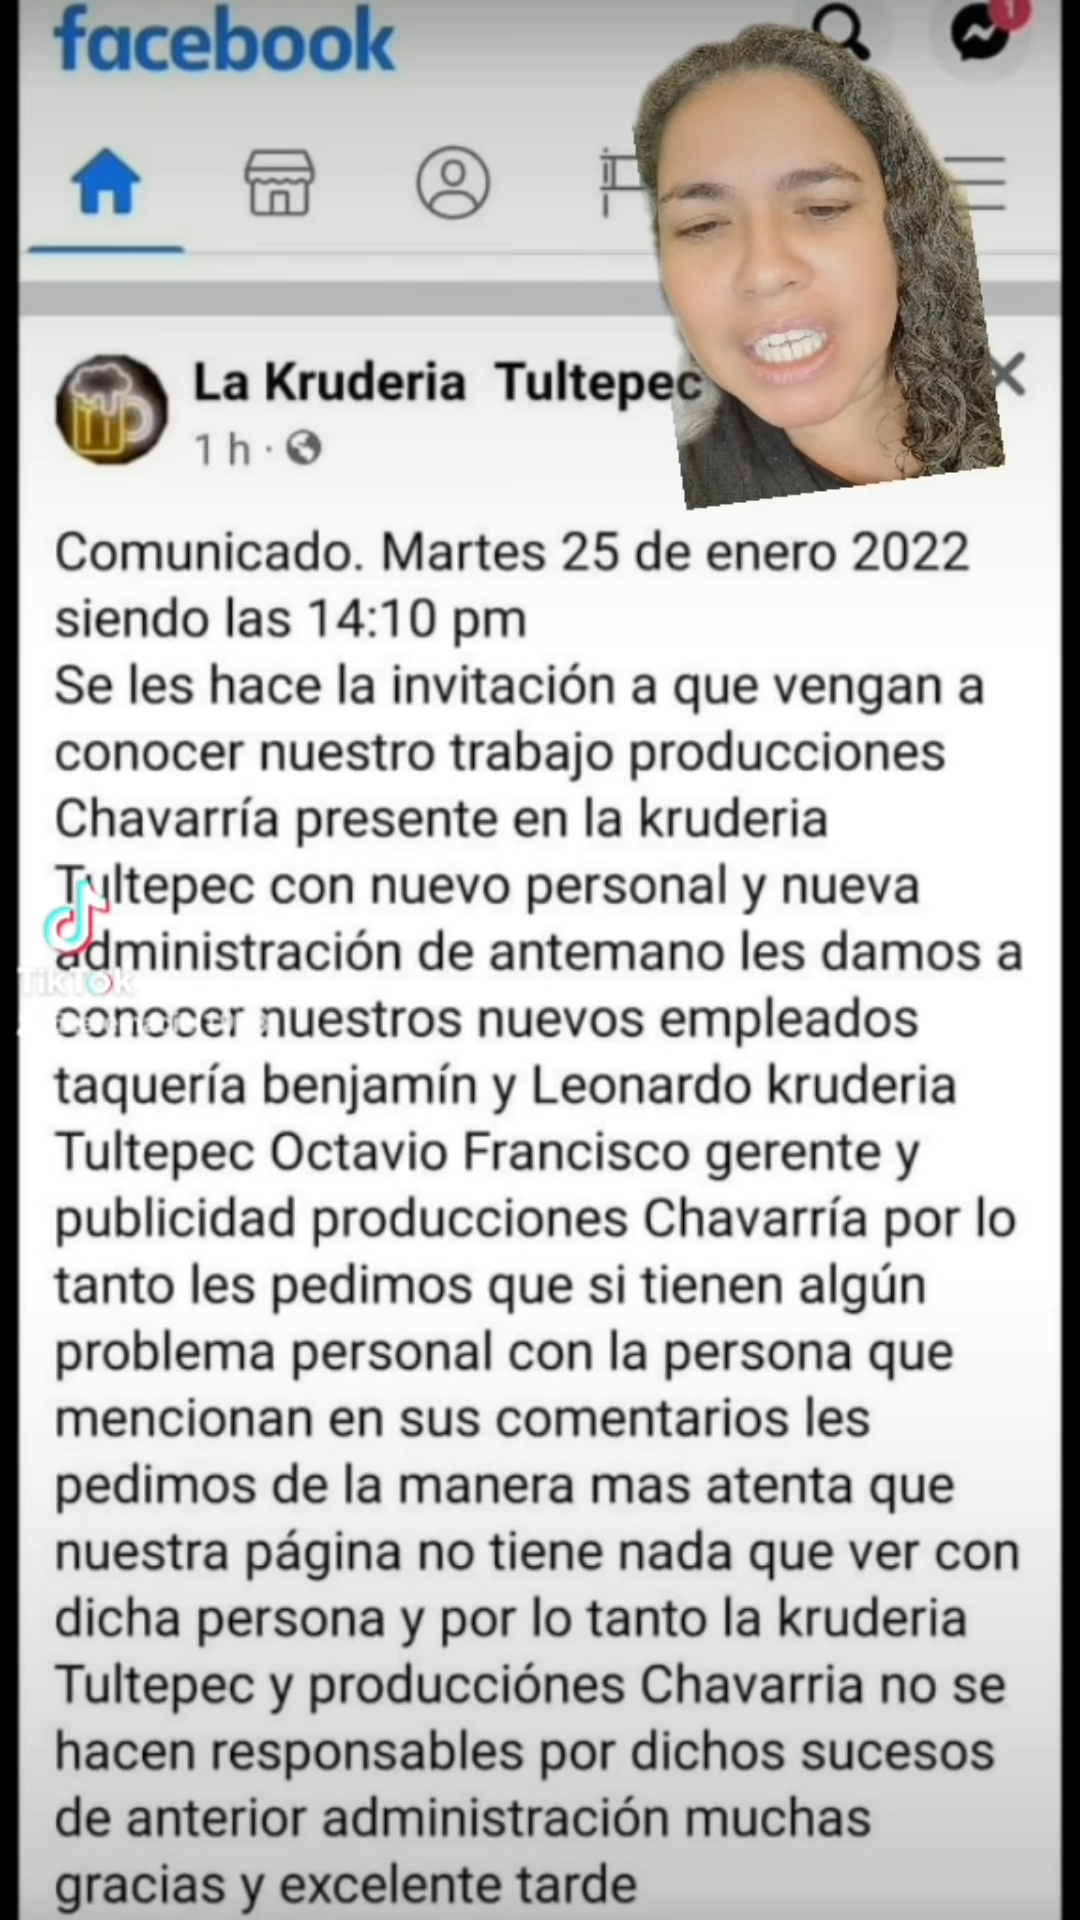 facebook
1
La Kruderia Tultepec
1 h ·
Comunicado. Martes 25 de enero 2022
siendo las 14:10 pm
Se les hace la invitación a que vengan a
conocer nuestro trabajo producciones
Chavarría presente en la kruderia
Tultepec con nuevo personal y nueva
administración de antemano les damos a
TikTok
conocer nuestros nuevos empleados
taquería benjamín y Leonardo kruderia
Tultepec Octavio Francisco gerente y
publicidad producciones Chavarría por lo
tanto les pedimos que si tienen algún
problema personal con la persona que
mencionan en sus comentarios les
pedimos de la manera mas atenta que
nuestra página no tiene nada que ver con
dicha persona y por lo tanto la kruderia
Tultepec y producciónes Chavarria no se
hacen responsables por dichos sucesos
de anterior administración muchas
gracias y excelente tarde